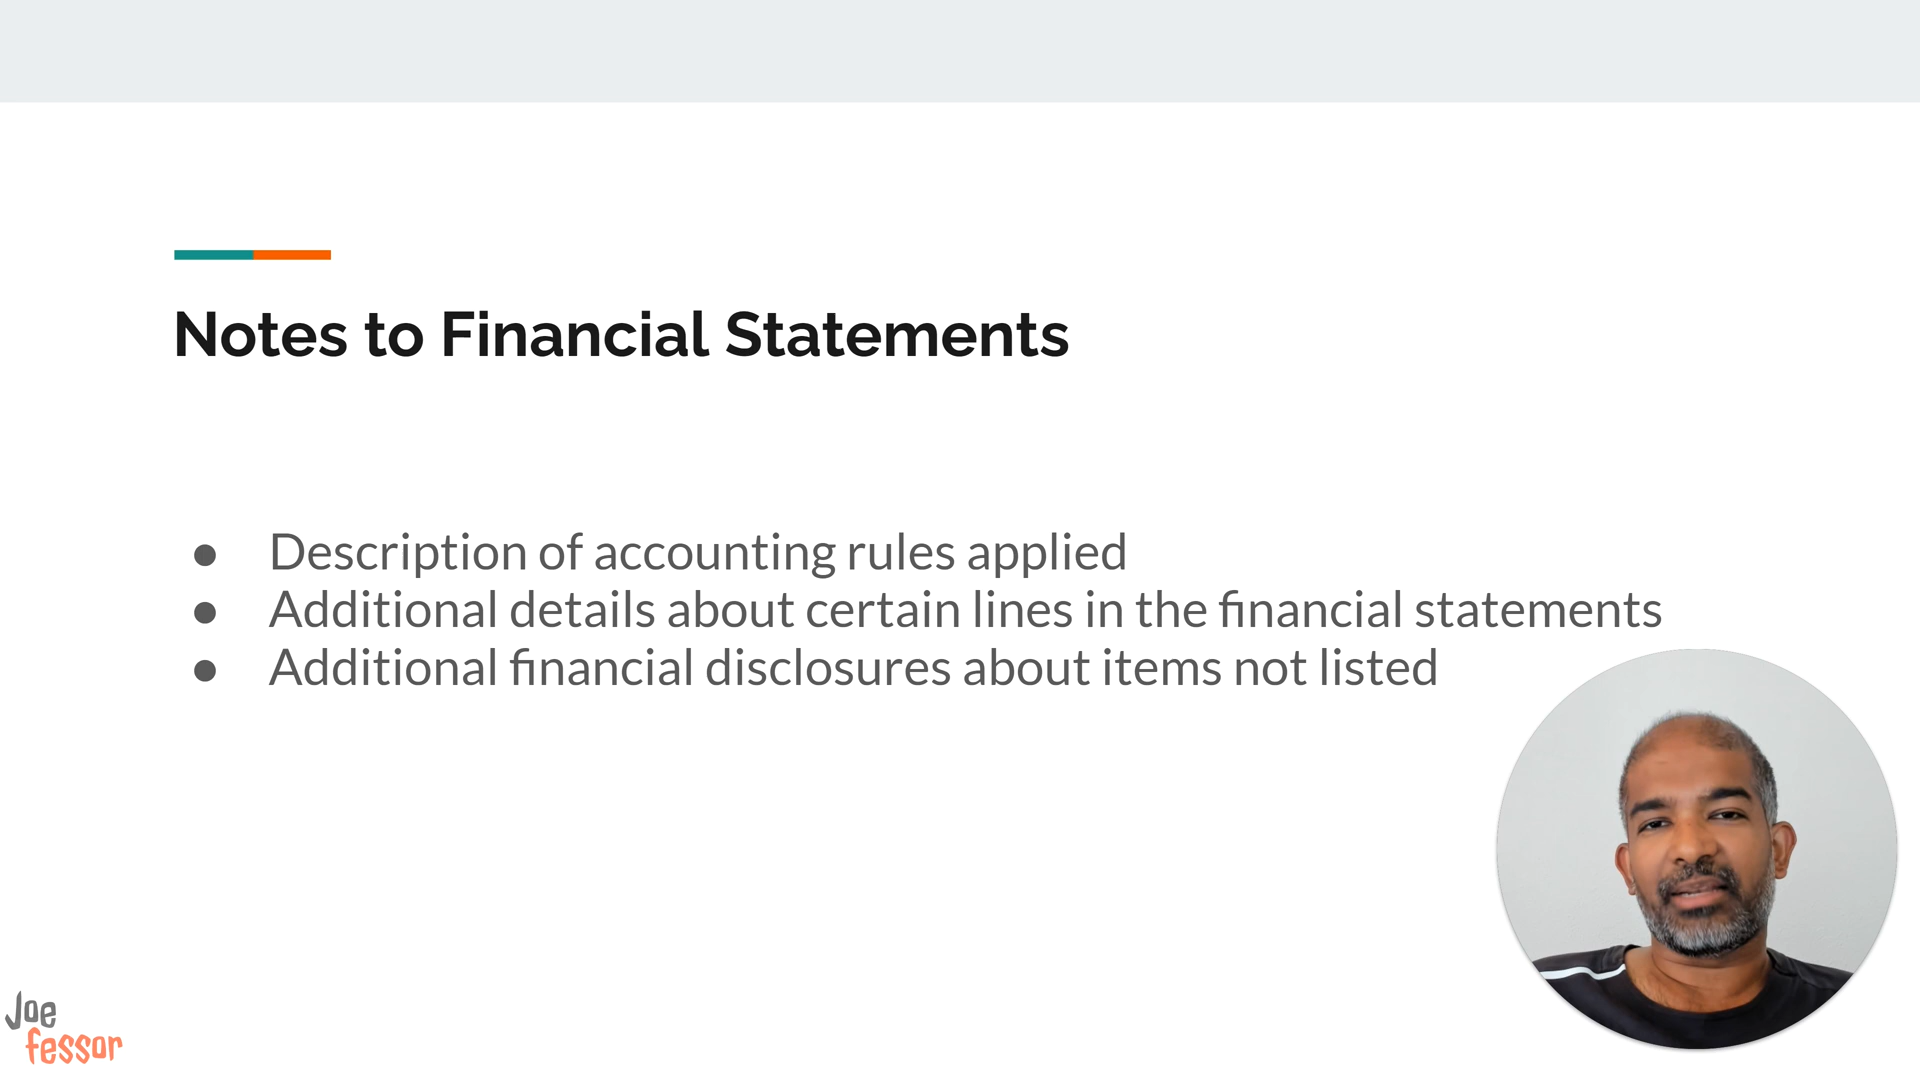 Notes to Financial Statements
● Description of accounting rules applied
● Additional details about certain lines in the financial statements
● Additional financial disclosures about items not listed
Joe
fessor